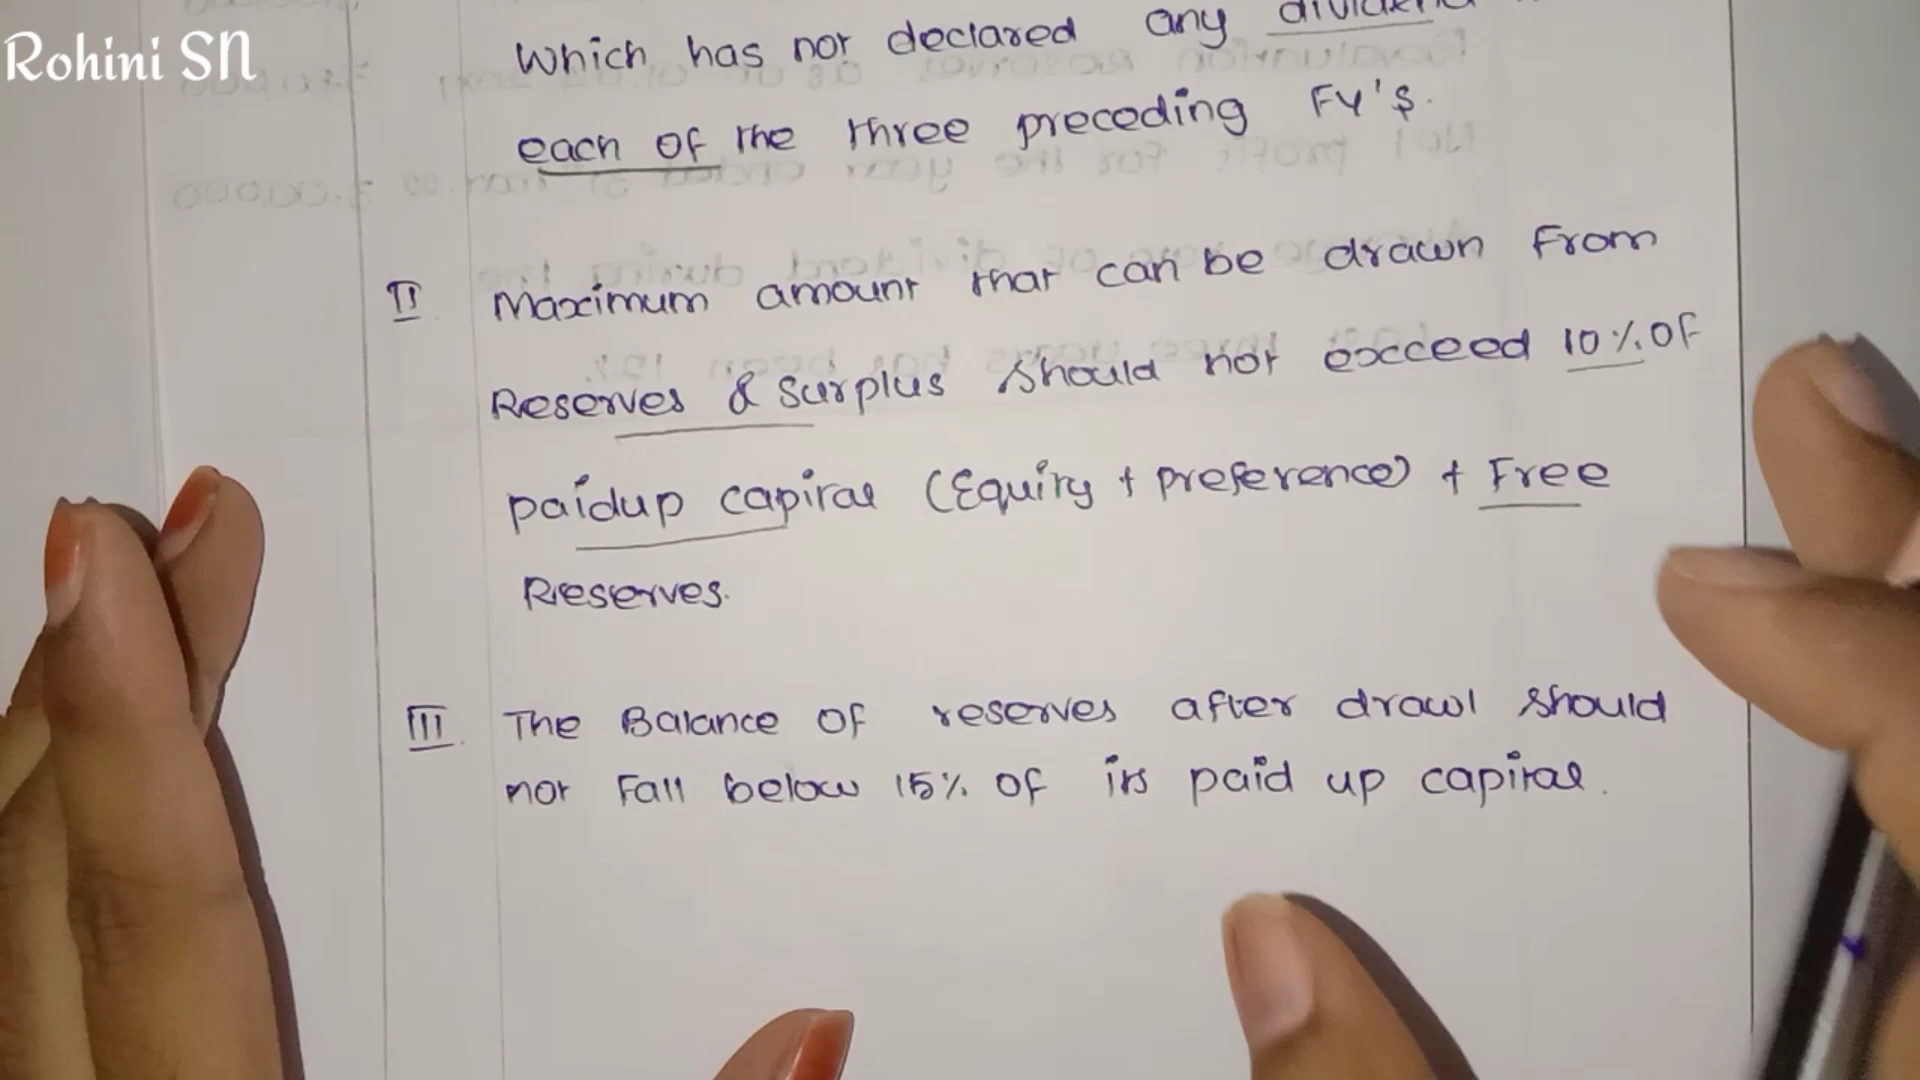 Rohini SN
Which has not declared any dividend
each of the three preceding FY's.
II Maximum amount that can be drawn from
Reserves & Surplus should not exceed 10% of
paidup capital (Equity + preference) + Free
Reserves.
III. The Balance of reserves after drawl should
not fall below 15% of its paid up capital.